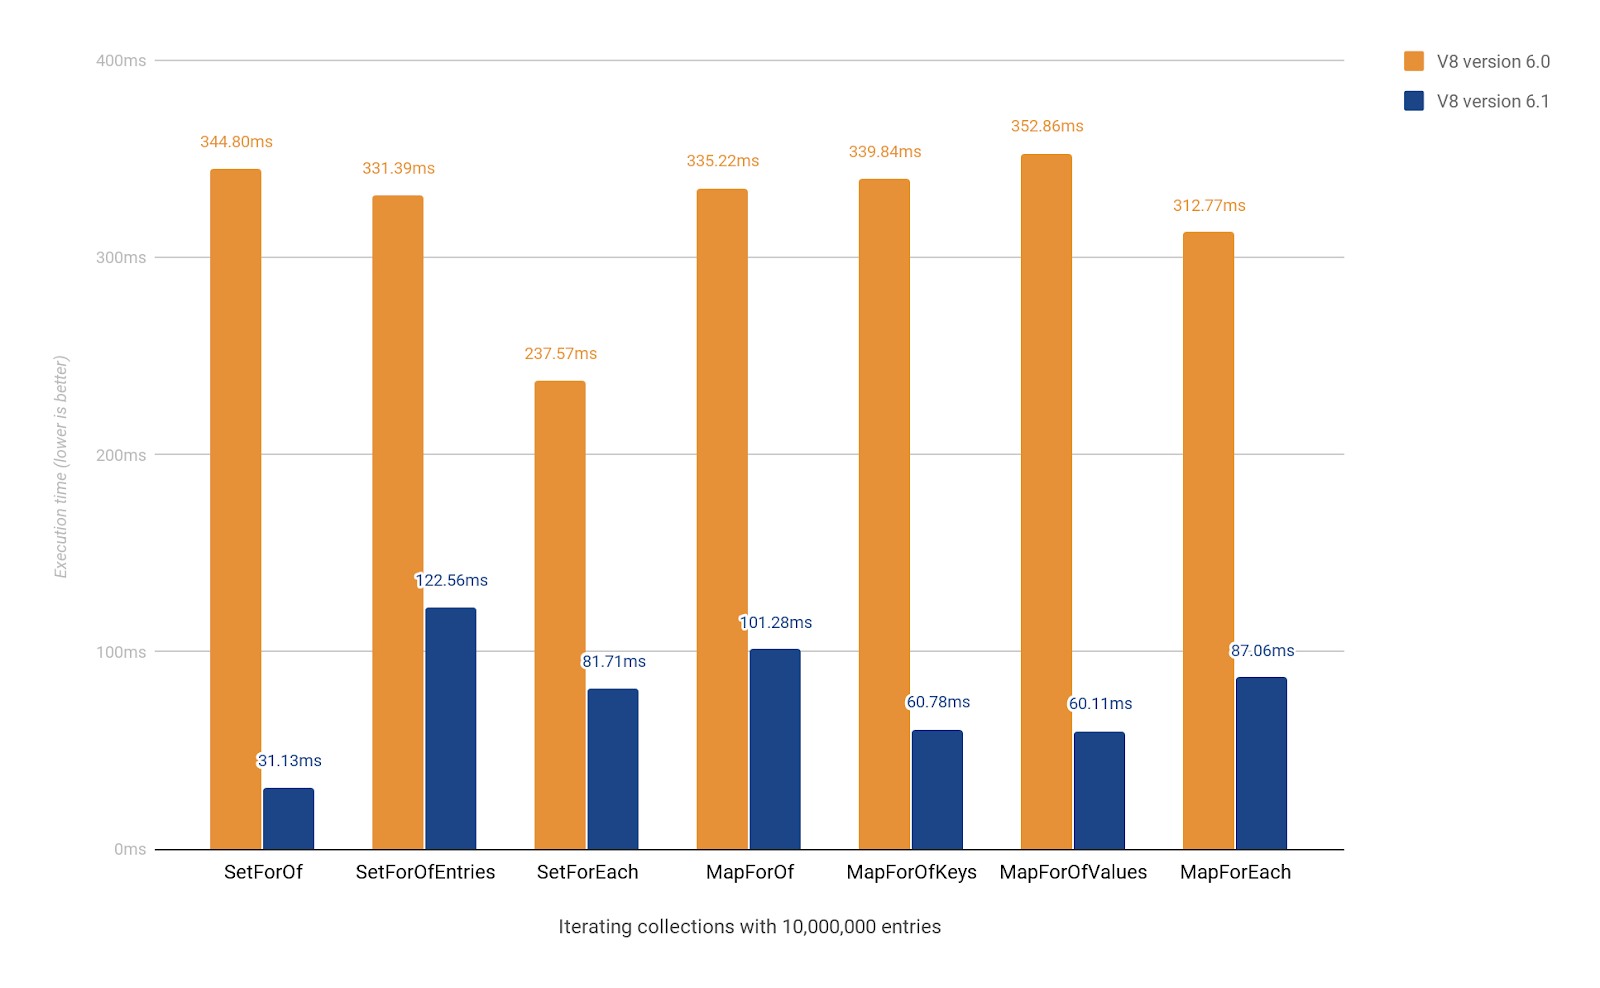 400ms
300ms
200ms
100ms
0ms
Execution time (lower is better)
V8 version 6.0
V8 version 6.1
344.80ms
31.13ms
331.39ms
122.56ms
237.57ms
81.71ms
335.22ms
101.28ms
339.84ms
60.78ms
352.86ms
60.11ms
312.77ms
87.06ms
SetForOf
SetForOfEntries
SetForEach
MapForOf
MapForOfKeys
MapForOfValues
MapForEach
Iterating collections with 10,000,000 entries